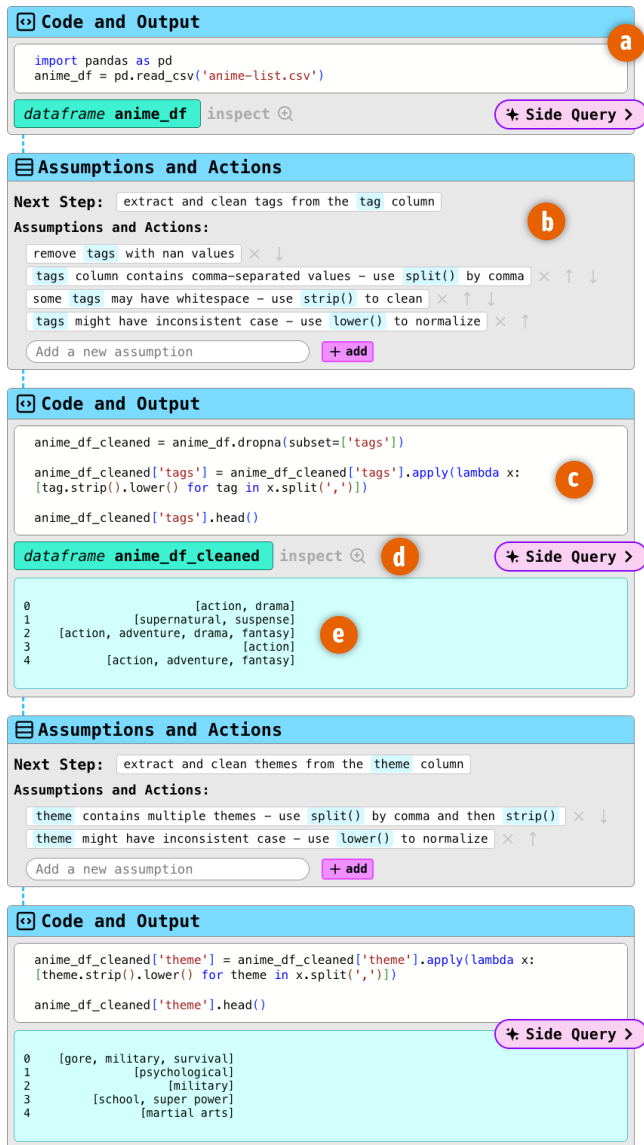 Code and Output
a
import pandas as pd
anime_df = pd.read_csv('anime-list.csv')
dataframe anime_df inspect Side Query >
Assumptions and Actions
Next Step: extract and clean tags from the tag column
b
Assumptions and Actions:
remove tags with nan values × ↓
tags column contains comma-separated values – use split() by comma × ↑ ↓
some tags may have whitespace – use strip() to clean × ↑ ↓
tags might have inconsistent case – use lower() to normalize × ↑
Add a new assumption + add
Code and Output
anime_df_cleaned = anime_df.dropna(subset=['tags'])
anime_df_cleaned['tags'] = anime_df_cleaned['tags'].apply(lambda x:
[tag.strip().lower() for tag in x.split(',')])
c
anime_df_cleaned['tags'].head()
dataframe anime_df_cleaned inspect d Side Query >
0 [action, drama]
1 [supernatural, suspense]
2 [action, adventure, drama, fantasy]
e
3 [action]
4 [action, adventure, fantasy]
Assumptions and Actions
Next Step: extract and clean themes from the theme column
Assumptions and Actions:
theme contains multiple themes – use split() by comma and then strip() × ↓
theme might have inconsistent case – use lower() to normalize × ↑
Add a new assumption + add
Code and Output
anime_df_cleaned['theme'] = anime_df_cleaned['theme'].apply(lambda x:
[theme.strip().lower() for theme in x.split(',')])
anime_df_cleaned['theme'].head()
Side Query >
0 [gore, military, survival]
1 [psychological]
2 [military]
3 [school, super power]
4 [martial arts]